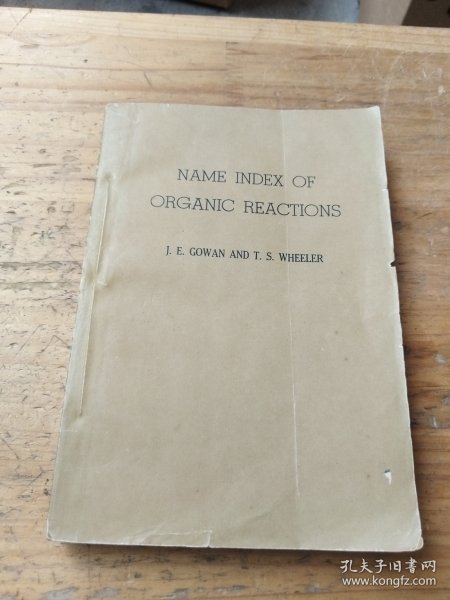 NAME INDEX OF
ORGANIC REACTIONS
J. E. GOWAN AND T. S. WHEELER
孔夫子旧书网
www.kongfz.com